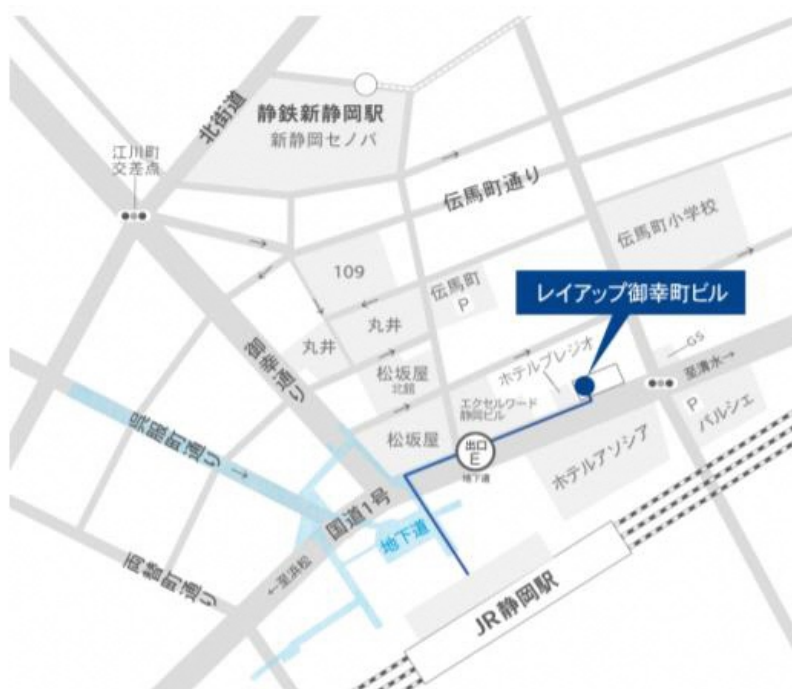 北街道
静鉄新静岡駅
新静岡セノバ
江川町
交差点
伝馬町通り
伝馬町小学校
109
伝馬町
P
レイアップ御幸町ビル
丸井
丸井
御幸通り
松坂屋
北館
ホテルプレジオ
GS
至清水→
エクセルワード
静岡ビル
P
パルシェ
呉服町通り
松坂屋
出口
E
地下道
ホテルアソシア
国道1号
地下道
両替町通り
←至浜松
JR静岡駅